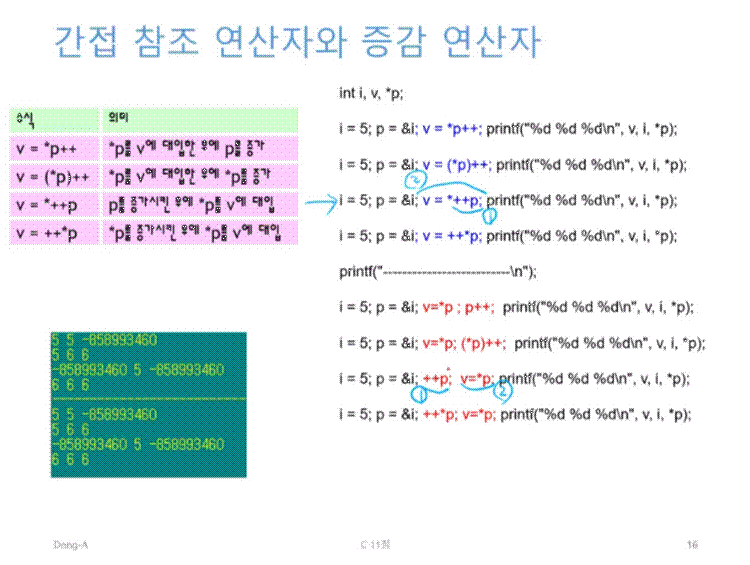 간접 참조 연산자와 증감 연산자
수식 의미
v = *p++ *p를 v에 대입한 후에 p를 증가
v = (*p)++ *p를 v에 대입한 후에 *p를 증가
v = *++p p를 증가시킨 후에 *p를 v에 대입
v = ++*p *p를 증가시킨 후에 *p를 v에 대입
int i, v, *p;
i = 5; p = &i; v = *p++; printf("%d %d %d\n", v, i, *p);
i = 5; p = &i; v = (*p)++; printf("%d %d %d\n", v, i, *p);
②
i = 5; p = &i; v = *++p; printf("%d %d %d\n", v, i, *p);
①
i = 5; p = &i; v = ++*p; printf("%d %d %d\n", v, i, *p);
printf("---------------------------\n");
i = 5; p = &i; v=*p ; p++; printf("%d %d %d\n", v, i, *p);
i = 5; p = &i; v=*p; (*p)++; printf("%d %d %d\n", v, i, *p);
i = 5; p = &i; ++p; v=*p; printf("%d %d %d\n", v, i, *p);
① ②
i = 5; p = &i; ++*p; v=*p; printf("%d %d %d\n", v, i, *p);
5 5 -858993460
5 6 6
-858993460 5 -858993460
6 6 6
---------------------------
5 5 -858993460
5 6 6
-858993460 5 -858993460
6 6 6
Dong-A
16